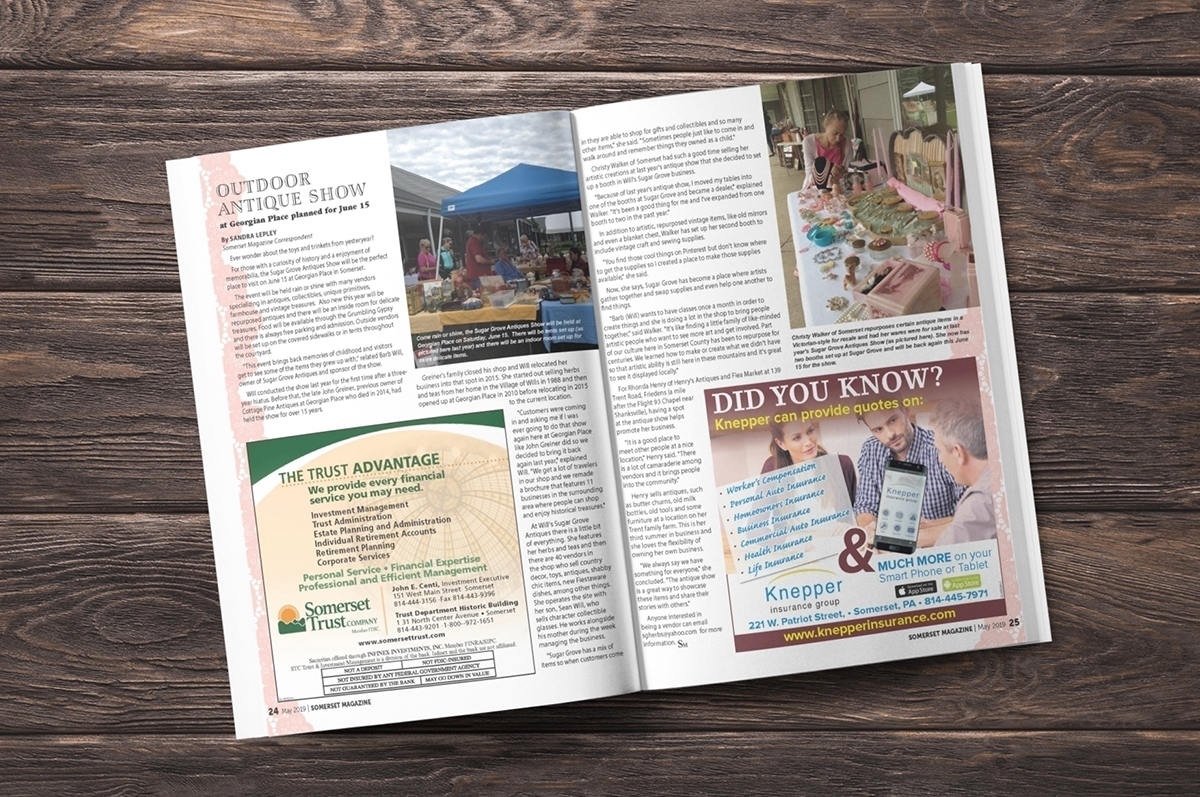 OUTDOOR
ANTIQUE SHOW
at Georgian Place planned for June 15
By SANDRA LEPLEY
Somerset Magazine Correspondent
Ever wonder about the toys and trinkets from yesteryear?
For those with a curiosity of history and a enjoyment of
memorabilia, the Sugar Grove Antiques Show will be the perfect
place to visit on June 15 at Georgian Place in Somerset.
The event will be held rain or shine with many vendors
specializing in antiques, collectibles, unique primitives,
farmhouse and vintage treasures. Also new this year will be
repurposed antiques and there will be an inside room for delicate
treasures. Food will be available through the Grumbling Gypsy
and there is always free parking and admission. Outside vendors
will be set up on the covered sidewalks or in tents throughout
the courtyard.
"This event brings back memories of childhood and visitors
get to see some of the items they grew up with," related Barb Will,
owner of Sugar Grove Antiques and sponsor of the show.
Will conducted the show last year for the first time after a three-
year hiatus. Before that, the late John Greiner, previous owner of
Cottage Pine Antiques at Georgian Place who died in 2014, had
held the show for over 15 years.
Come rain or shine, the Sugar Grove Antiques Show will be held at
Georgian Place on Saturday, June 15. There will be tents set up (as
pictured here last year) and there will be an indoor room set up for
more delicate items.
Greiner's family closed his shop and Will relocated her
business into that spot in 2015. She started out selling herbs
and teas from her home in the Village of Wills in 1988 and then
opened up at Georgian Place in 2010 before relocating in 2015
to the current location.
"Customers were coming
in and asking me if I was
ever going to do that show
again here at Georgian Place
like John Greiner did so we
decided to bring it back
again last year," explained
Will. "We get a lot of travelers
in our shop and we remade
a brochure that features 11
businesses in the surrounding
area where people can shop
and enjoy historical treasures."
At Will's Sugar Grove
Antiques there is a little bit
of everything. She features
her herbs and teas and then
there are 40 vendors in
the shop who sell country
decor, toys, antiques, shabby
chic items, new Fiestaware
dishes, among other things.
She operates the site with
her son, Sean Will, who
sells character collectible
glasses. He works alongside
his mother during the week
managing the business.
"Sugar Grove has a mix of
items so when customers come
THE TRUST ADVANTAGE
We provide every financial
service you may need.
Investment Management
Trust Administration
Estate Planning and Administration
Individual Retirement Accounts
Retirement Planning
Corporate Services
Personal Service • Financial Expertise
Professional and Efficient Management
Somerset
Trust COMPANY
Member FDIC
John E. Centi, Investment Executive
151 West Main Street Somerset
814-444-3156 -Fax 814-443-9396
Trust Department Historic Building
1 31 North Center Avenue • Somerset
814-443-9201 1-800-972-1651
www.somersettrust.com
Securities offered through INFINEX INVESTMENTS, INC. Member FINRA/SIPC.
STC Trust & Investment Management is a division of the bank. Infinex and the bank are not affiliated.
NOT A DEPOSIT NOT FDIC-INSURED
NOT INSURED BY ANY FEDERAL GOVERNMENT AGENCY
NOT GUARANTEED BY THE BANK MAY GO DOWN IN VALUE
24 May 2019 | SOMERSET MAGAZINE
in they are able to shop for gifts and collectibles and so many
other items," she said. "Sometimes people just like to come in and
walk around and remember things they owned as a child."
Christy Walker of Somerset had such a good time selling her
artistic creations at last year's antique show that she decided to set
up a booth in Will's Sugar Grove business.
"Because of last year's antique show, I moved my tables into
one of the booths at Sugar Grove and became a dealer," explained
Walker. "It's been a good thing for me and I've expanded from one
booth to two in the past year."
In addition to artistic, repurposed vintage items, like old mirrors
and even a blanket chest, Walker has set up her second booth to
include vintage craft and sewing supplies.
"You find those cool things on Pinterest but don't know where
to get the supplies so I created a place to make those supplies
available," she said.
Now, she says, Sugar Grove has become a place where artists
gather together and swap supplies and even help one another to
find things.
"Barb (Will) wants to have classes once a month in order to
create things and she is doing a lot in the shop to bring people
together," said Walker. "It's like finding a little family of like-minded
artistic people who want to see more art and get involved. Part
of our culture here in Somerset County has been to repurpose for
centuries. We learned how to make or create what we didn't have
so that artistic ability is still here in the mountains and it's great
to see it displayed locally."
For Rhonda Henry of Henry's Antiques and Flea Market at 139
Trent Road, Friedens (a mile
after the Flight 93 Chapel near
Shanksville), having a spot
at the antique show helps
promote her business.
"It is a good place to
meet other people at a nice
location," Henry said. "There
is a lot of camaraderie among
vendors and it brings people
into the community."
Henry sells antiques, such
as butter churns, old milk
bottles, old tools and some
furniture at a location on her
Trent family farm. This is her
third summer in business and
she loves the flexibility of
owning her own business.
"We always say we have
something for everyone," she
concluded. "The antique show
is a great way to showcase
these items and share their
stories with others."
Anyone interested in
being a vendor can email
sgherbs@yahoo.com for more
information. SM
Christy Walker of Somerset repurposes certain antique items in a
Victorian-style for resale and had her wares were for sale at last
year's Sugar Grove Antiques Show (as pictured here). She now has
two booths set up at Sugar Grove and will be back again this June
15 for the show.
DID YOU KNOW?
Knepper can provide quotes on:
• Worker's Compensation
• Personal Auto Insurance
• Homeowners Insurance
• Business Insurance
• Commercial Auto Insurance
• Health Insurance
• Life Insurance
Knepper
insurance group
& MUCH MORE on your
Smart Phone or Tablet
App Store
App Store
Knepper
insurance group
221 W. Patriot Street, • Somerset, PA • 814-445-7971
www.knepperinsurance.com
SOMERSET MAGAZINE | May 2019 25